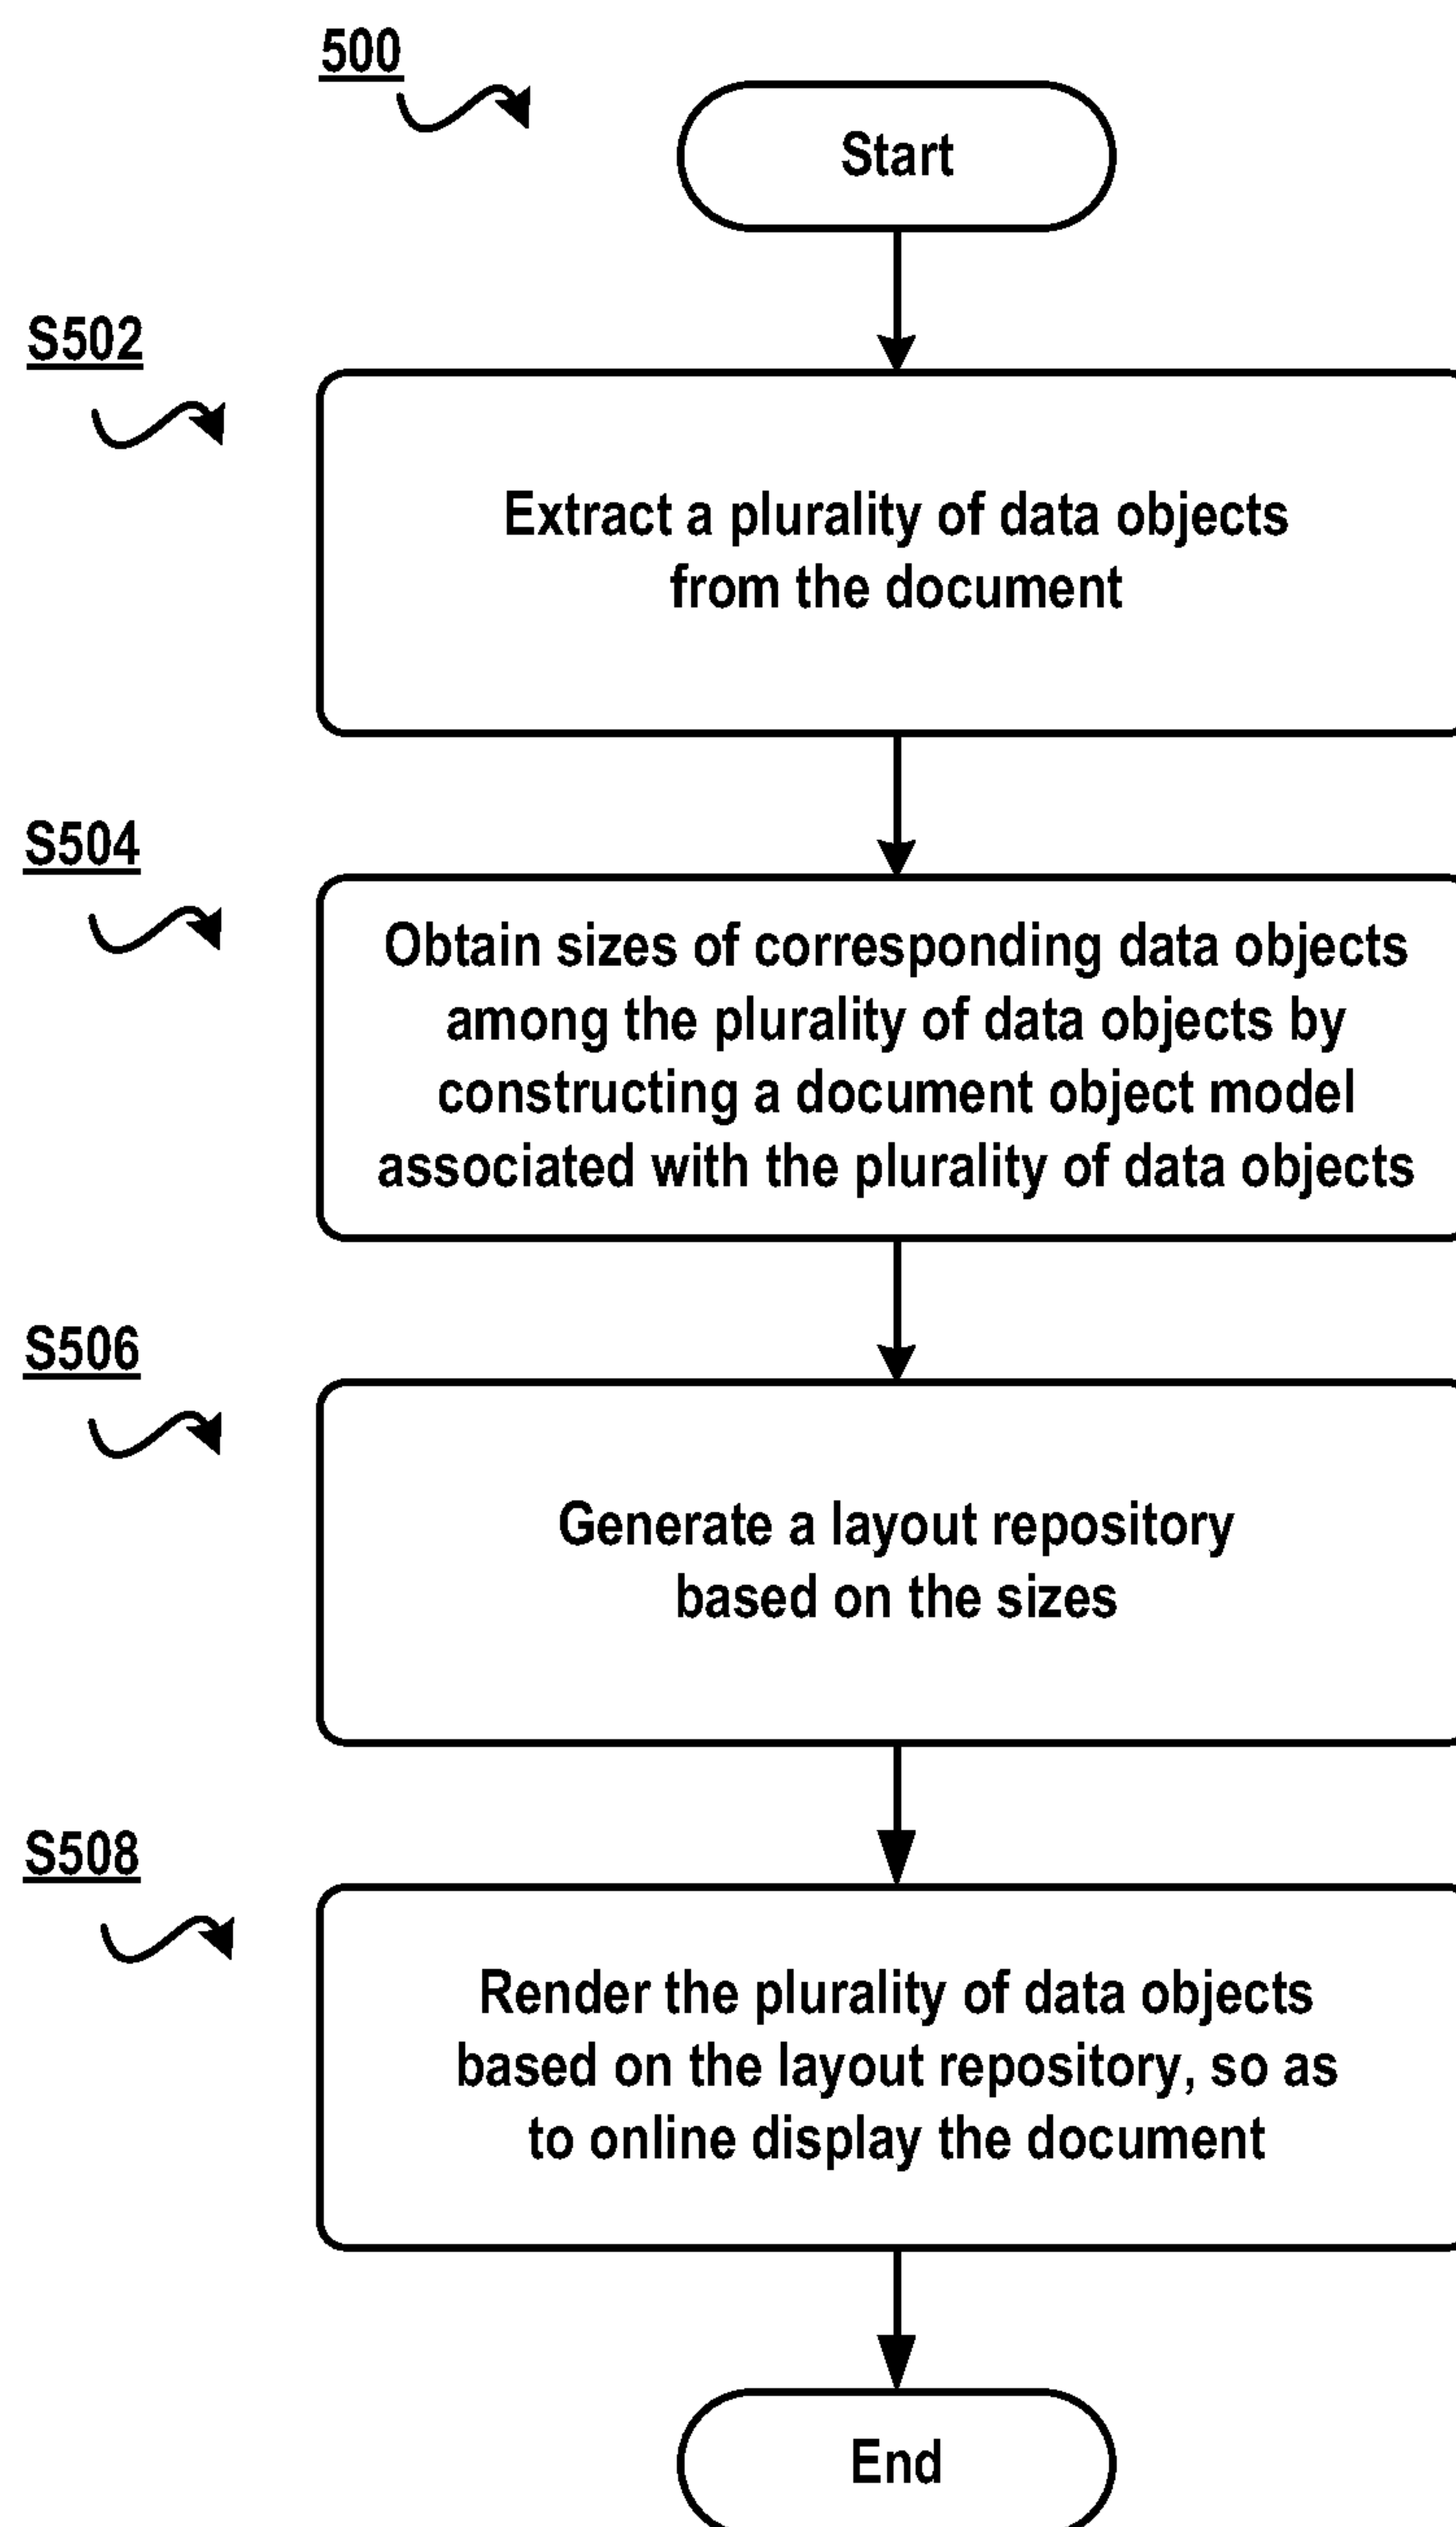 500
Start
S502
Extract a plurality of data objects
from the document
S504
Obtain sizes of corresponding data objects
among the plurality of data objects by
constructing a document object model
associated with the plurality of data objects
S506
Generate a layout repository
based on the sizes
S508
Render the plurality of data objects
based on the layout repository, so as
to online display the document
End